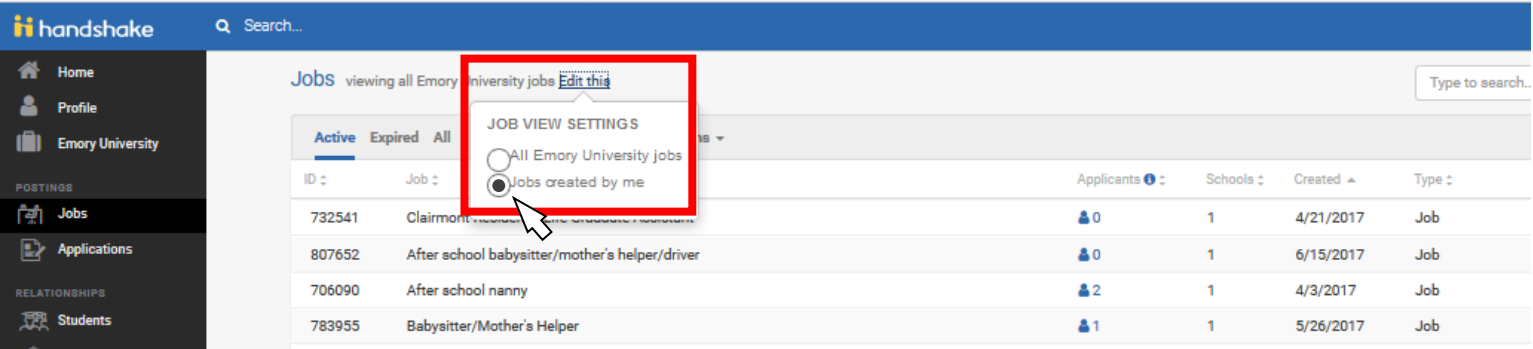 handshake
Search...
Home
Profile
Emory University
POSTINGS
Jobs
Applications
RELATIONSHIPS
Students
Jobs viewing all Emory University jobs Edit this
Type to search...
JOB VIEW SETTINGS
All Emory University jobs
Jobs created by me
Active Expired All
ID Job Applicants Schools Created Type
732541 Clairmont Graduate Assistant 0 1 4/21/2017 Job
807652 After school babysitter/mother's helper/driver 0 1 6/15/2017 Job
706090 After school nanny 2 1 4/3/2017 Job
783955 Babysitter/Mother's Helper 1 1 5/26/2017 Job